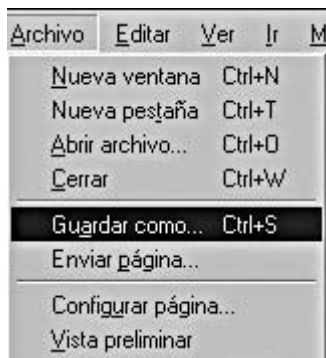 Archivo Editar Ver Ir M
Nueva ventana Ctrl+N
Nueva pestaña Ctrl+T
Abrir archivo... Ctrl+O
Cerrar Ctrl+W
Guardar como... Ctrl+S
Enviar página...
Configurar página...
Vista preliminar